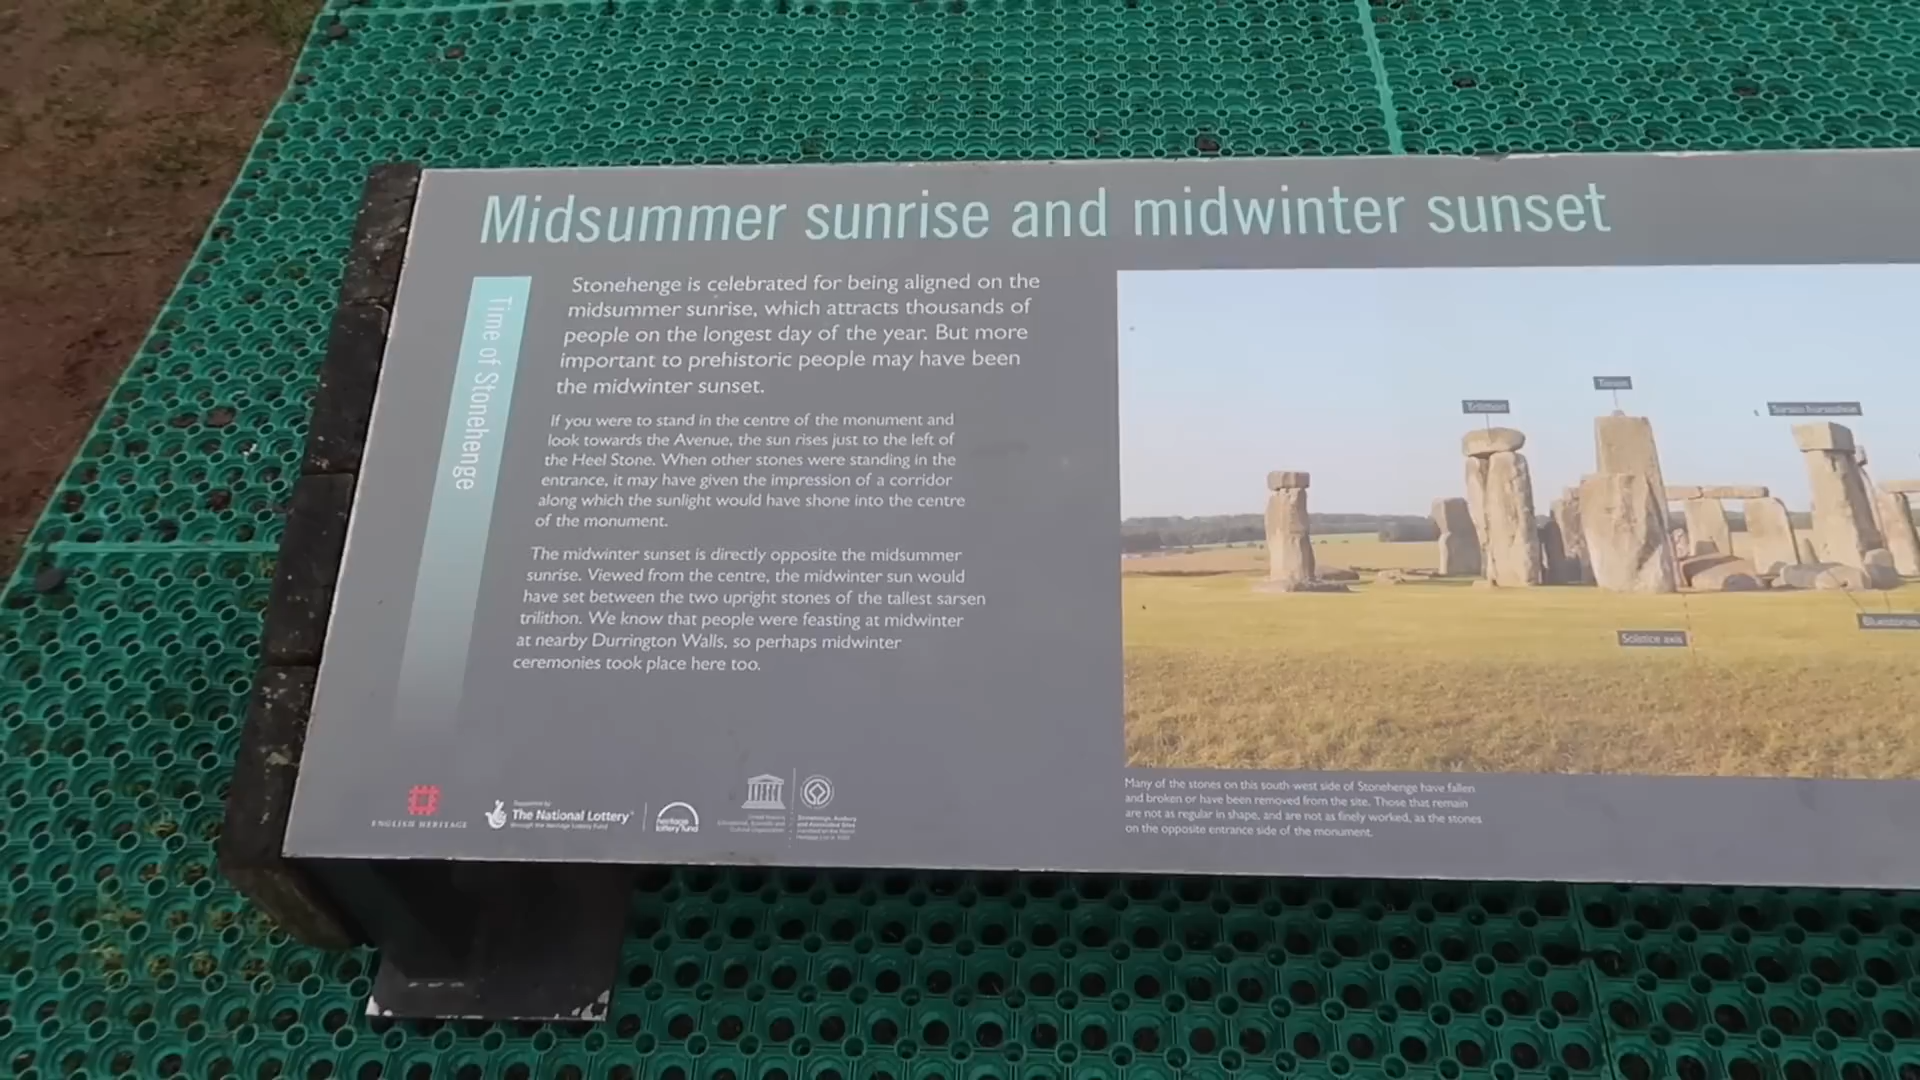 Midsummer sunrise and midwinter sunset
Time of Stonehenge
Stonehenge is celebrated for being aligned on the
midsummer sunrise, which attracts thousands of
people on the longest day of the year. But more
important to prehistoric people may have been
the midwinter sunset.
If you were to stand in the centre of the monument and
look towards the Avenue, the sun rises just to the left of
the Heel Stone. When other stones were standing in the
entrance, it may have given the impression of a corridor
along which the sunlight would have shone into the centre
of the monument.
The midwinter sunset is directly opposite the midsummer
sunrise. Viewed from the centre, the midwinter sun would
have set between the two upright stones of the tallest sarsen
trilithon. We know that people were feasting at midwinter
at nearby Durrington Walls, so perhaps midwinter
ceremonies took place here too.
ENGLISH HERITAGE
The National Lottery
through the Heritage Lottery Fund
heritage
lottery fund
Trilithon
Tenon
Sarsen horseshoe
Solstice axis
Bluestones
Many of the stones on this south-west side of Stonehenge have fallen
and broken or have been removed from the site. Those that remain
are not as regular in shape, and are not as finely worked, as the stones
on the opposite entrance side of the monument.